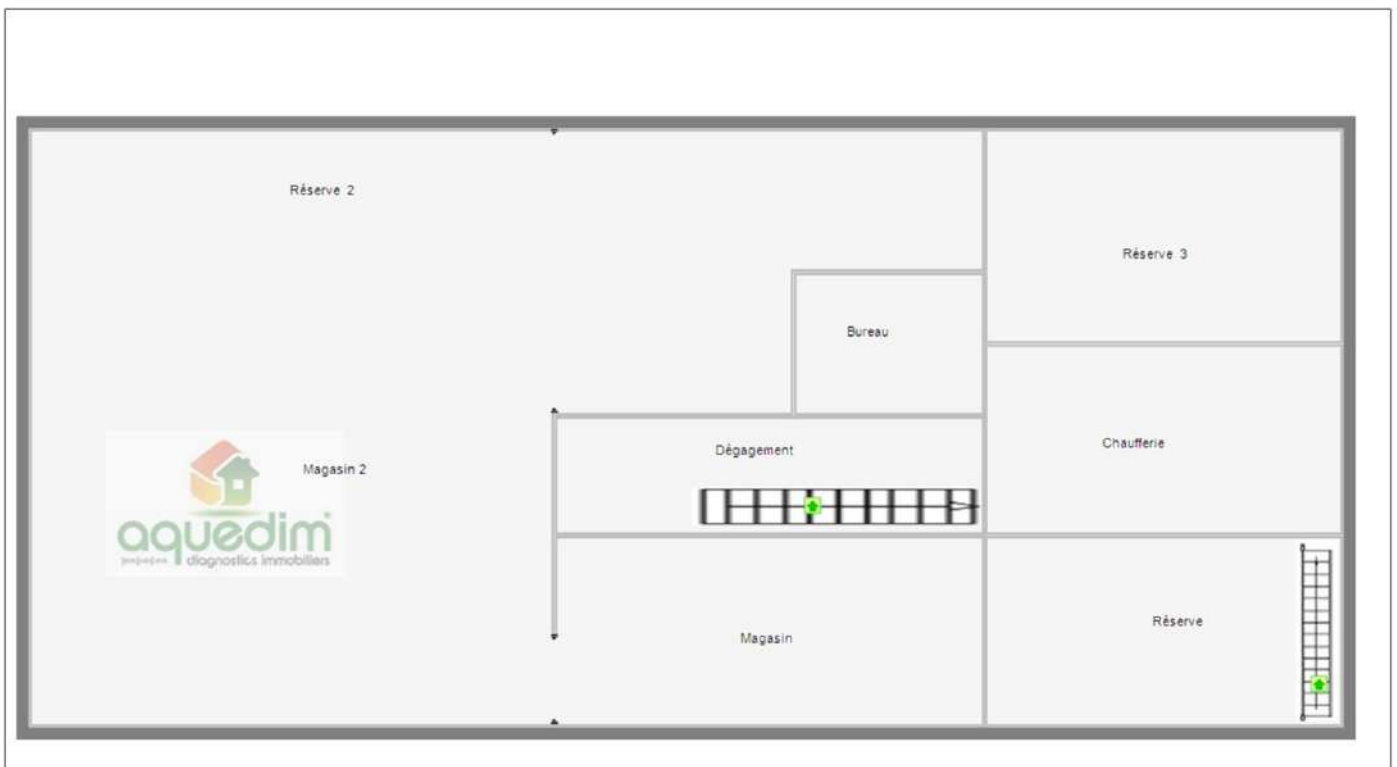 Réserve 2
Réserve 3
Bureau
Chaufferie
Dégagement
Magasin 2
aquedim
diagnostics immobiliers
Réserve
Magasin